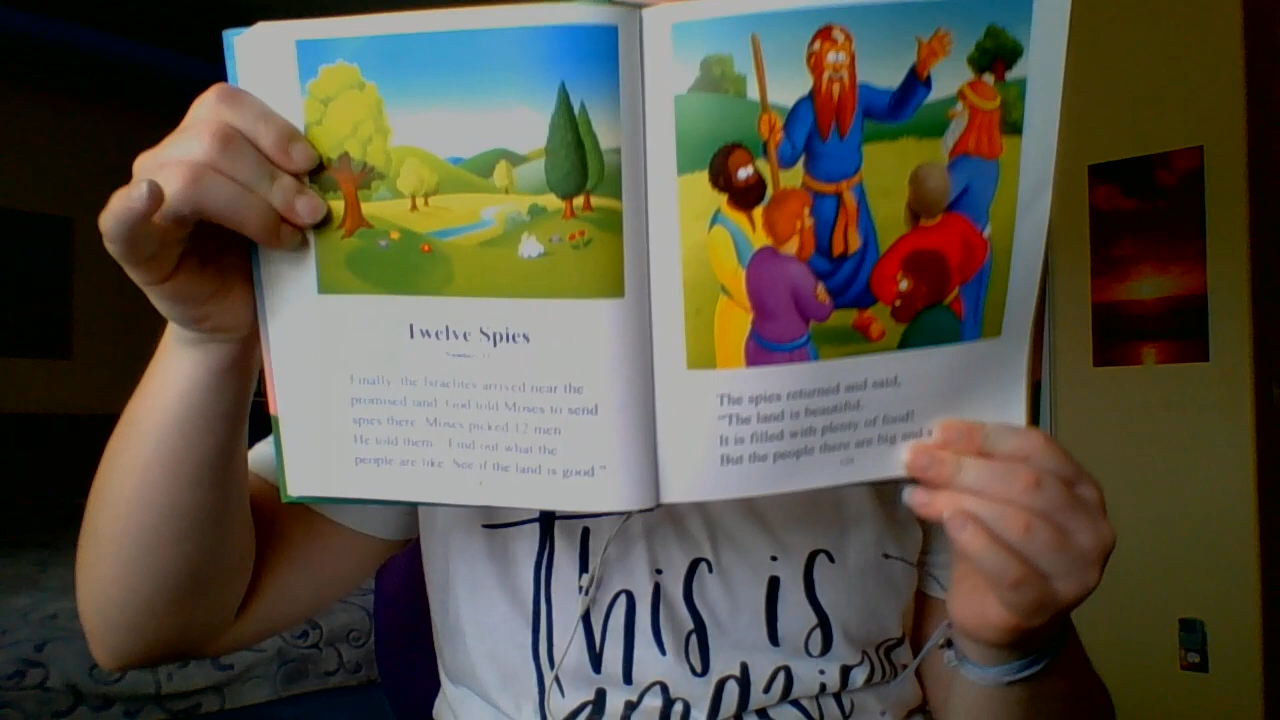 Twelve Spies
Finally, the Israelites arrived near the
promised land. God told Moses to send
spies there. Moses picked 12 men.
He told them, "Find out what the
people are like. See if the land is good."
The spies returned and said,
"The land is beautiful.
It is filled with plenty of food!
But the people there are big and
This is
amazing